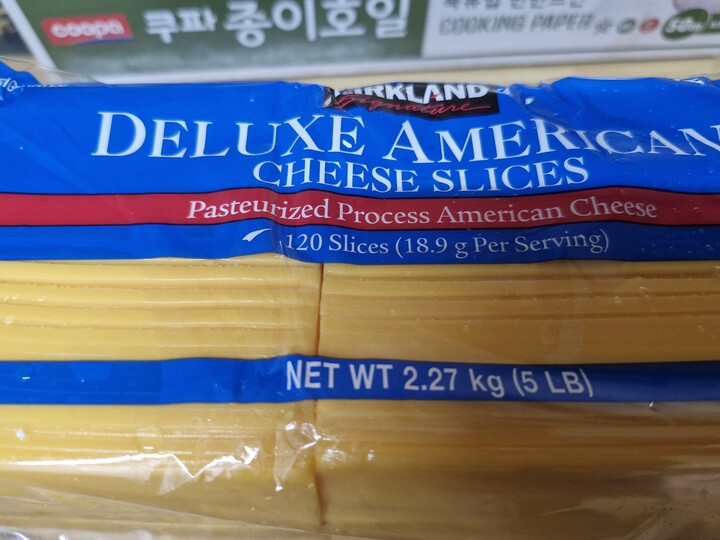 coopa 쿠파 종이호일
COOKING PAPER
KIRKLAND
Signature
DELUXE AMERICAN
CHEESE SLICES
Pasteurized Process American Cheese
120 Slices (18.9 g Per Serving)
NET WT 2.27 kg (5 LB)